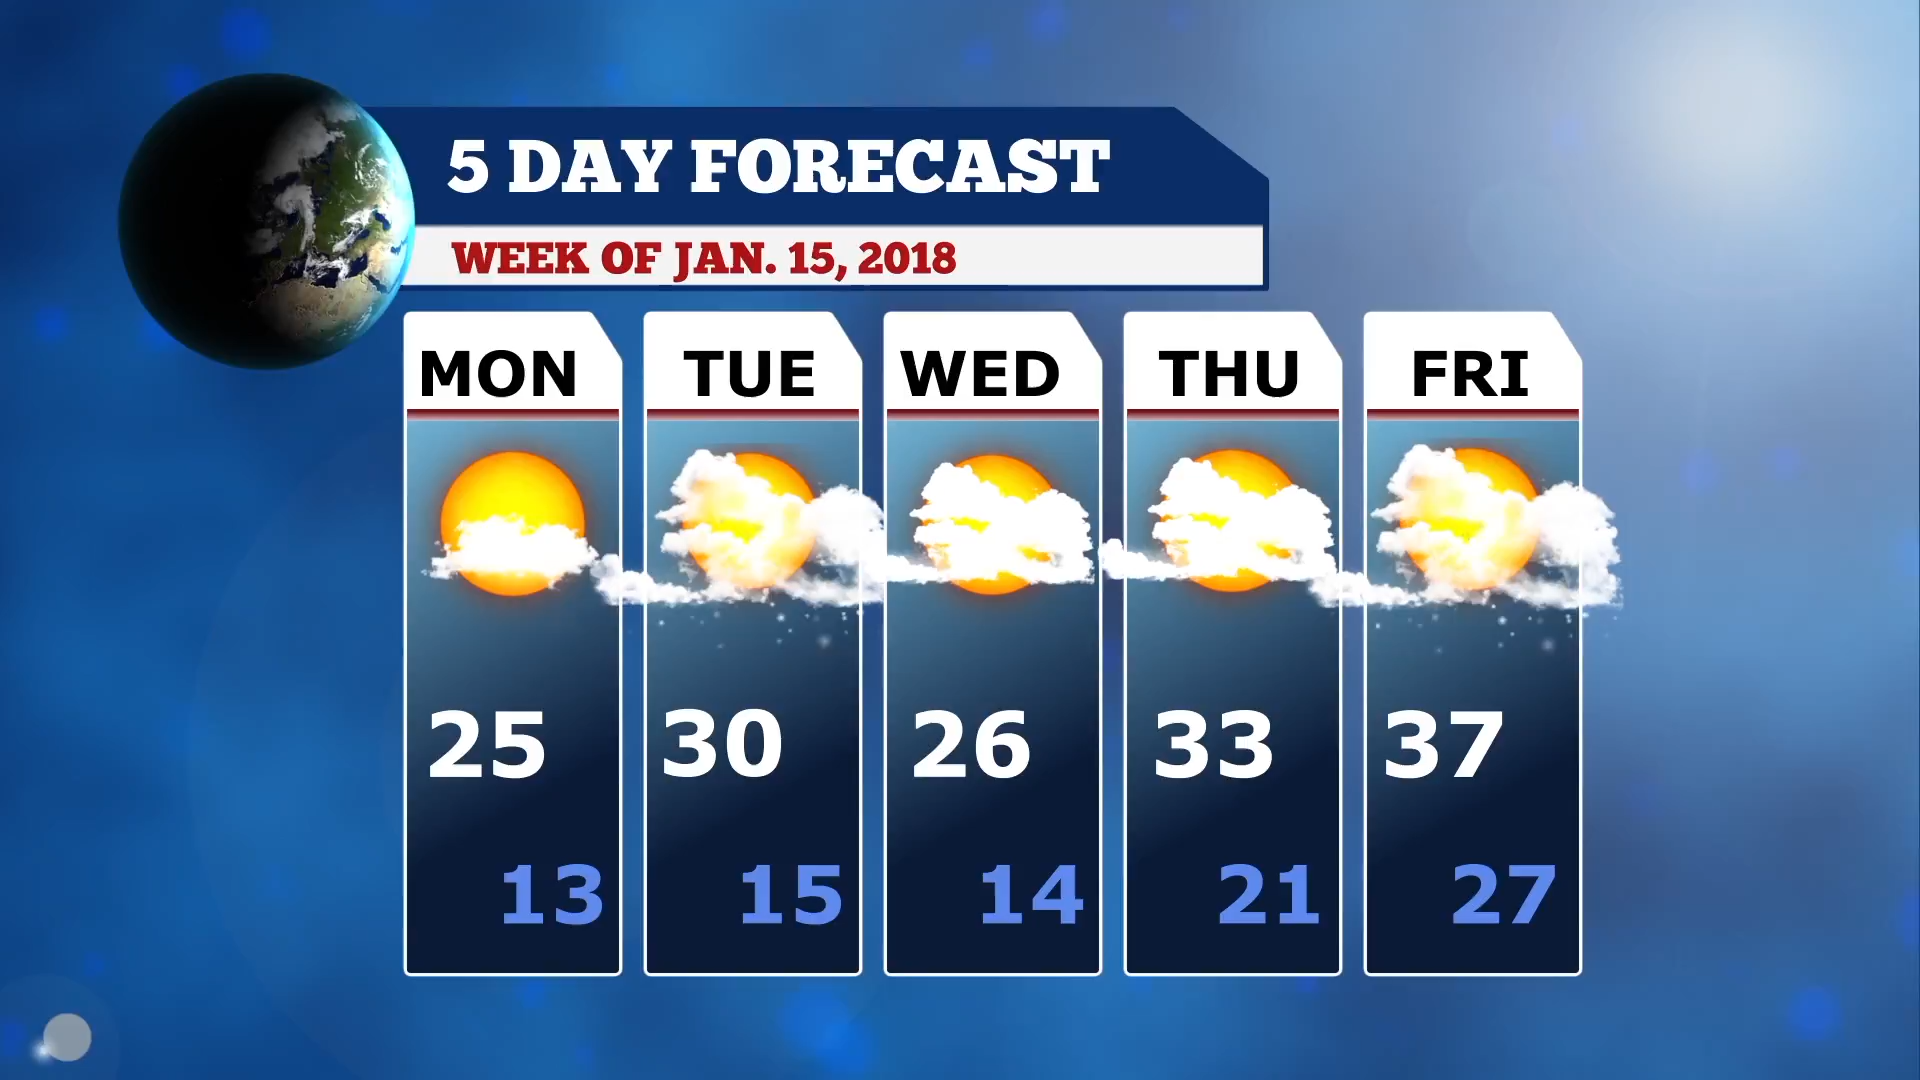 5 DAY FORECAST
WEEK OF JAN. 15, 2018
MON TUE WED THU FRI
25 30 26 33 37
13 15 14 21 27